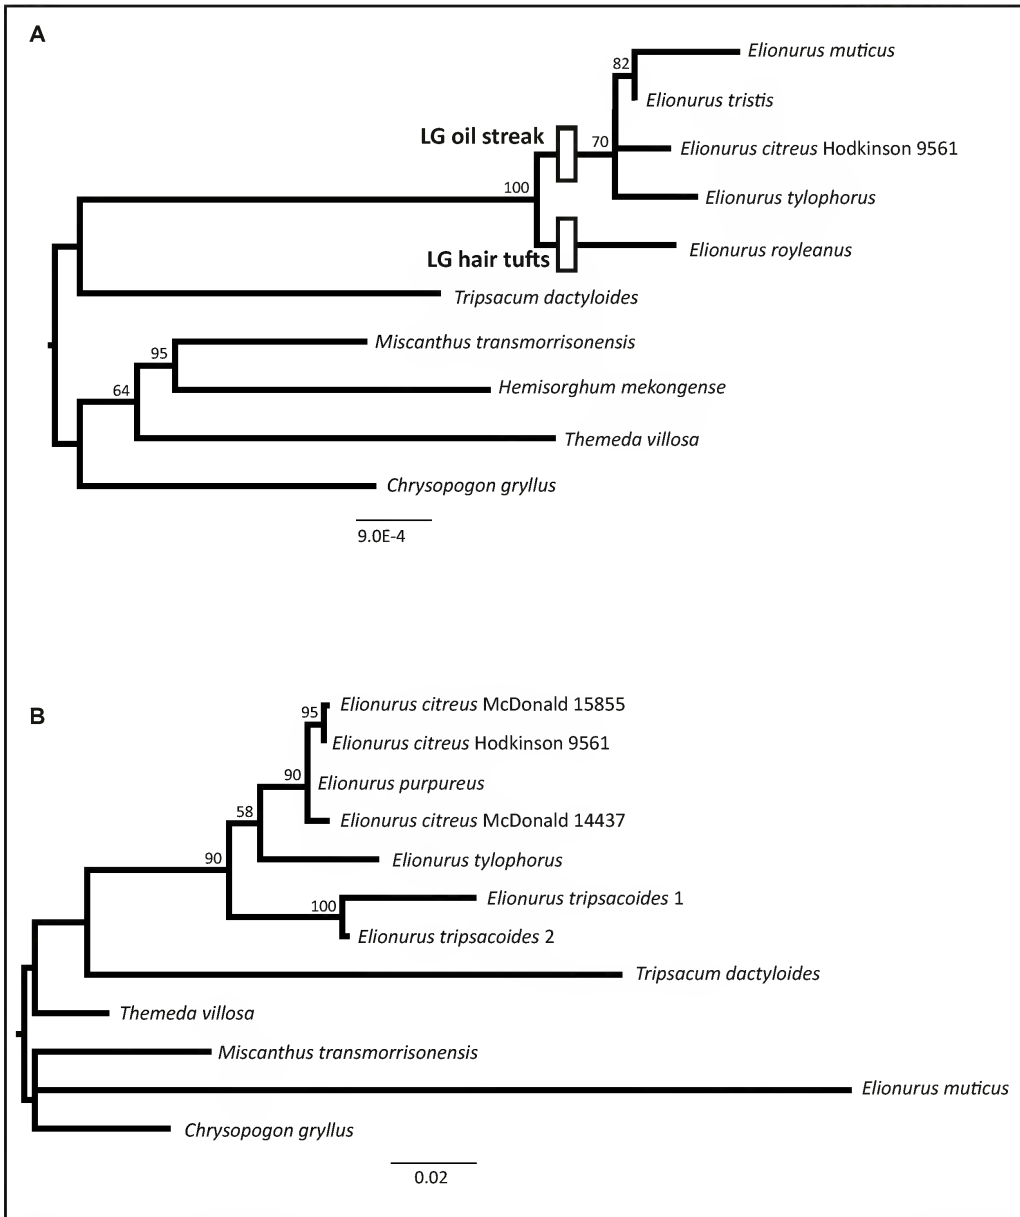 A
Elionurus muticus
82
Elionurus tristis
LG oil streak
70
Elionurus citreus Hodkinson 9561
100
Elionurus tylophorus
LG hair tufts
Elionurus royleanus
Tripsacum dactyloides
Miscanthus transmorrisonensis
95
Hemisorghum mekongense
64
Themeda villosa
Chrysopogon gryllus
9.0E-4
B
Elionurus citreus McDonald 15855
95
Elionurus citreus Hodkinson 9561
90
Elionurus purpureus
58
Elionurus citreus McDonald 14437
90
Elionurus tylophorus
Elionurus tripsacoides 1
100
Elionurus tripsacoides 2
Tripsacum dactyloides
Themeda villosa
Miscanthus transmorrisonensis
Elionurus muticus
Chrysopogon gryllus
0.02